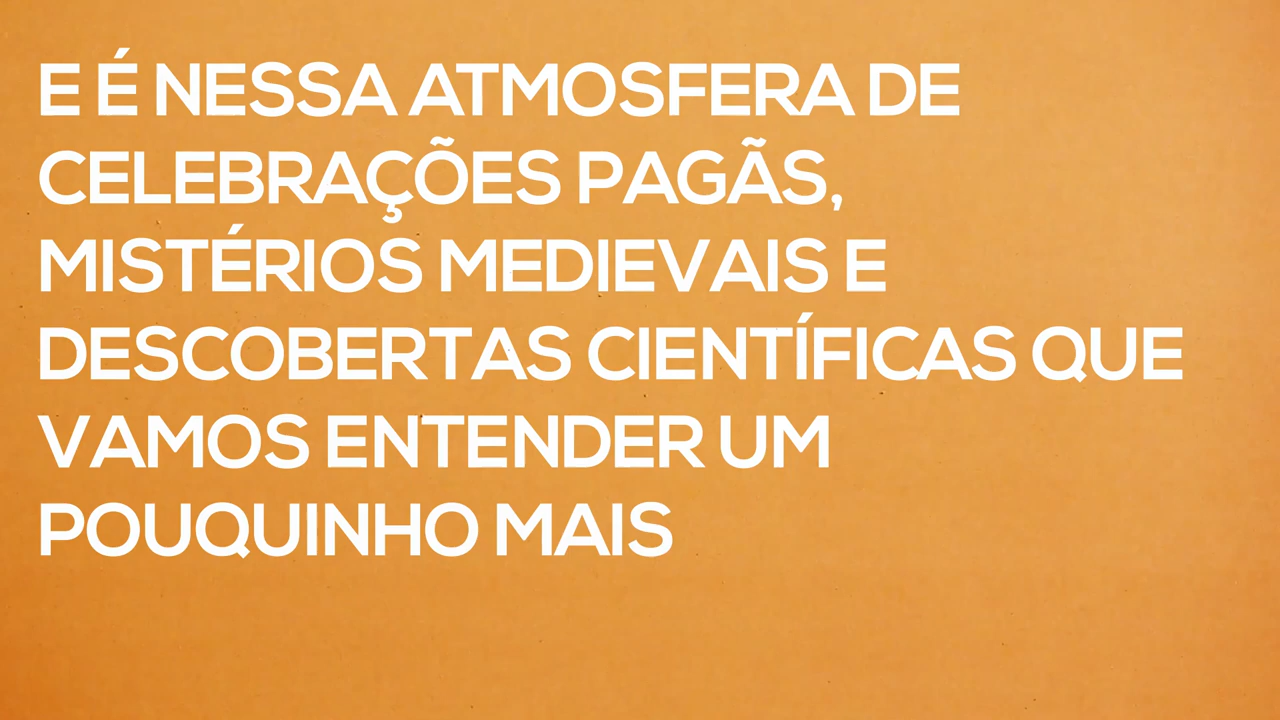 E É NESSA ATMOSFERA DE
CELEBRAÇÕES PAGÃS,
MISTÉRIOS MEDIEVAIS E
DESCOBERTAS CIENTÍFICAS QUE
VAMOS ENTENDER UM
POUQUINHO MAIS